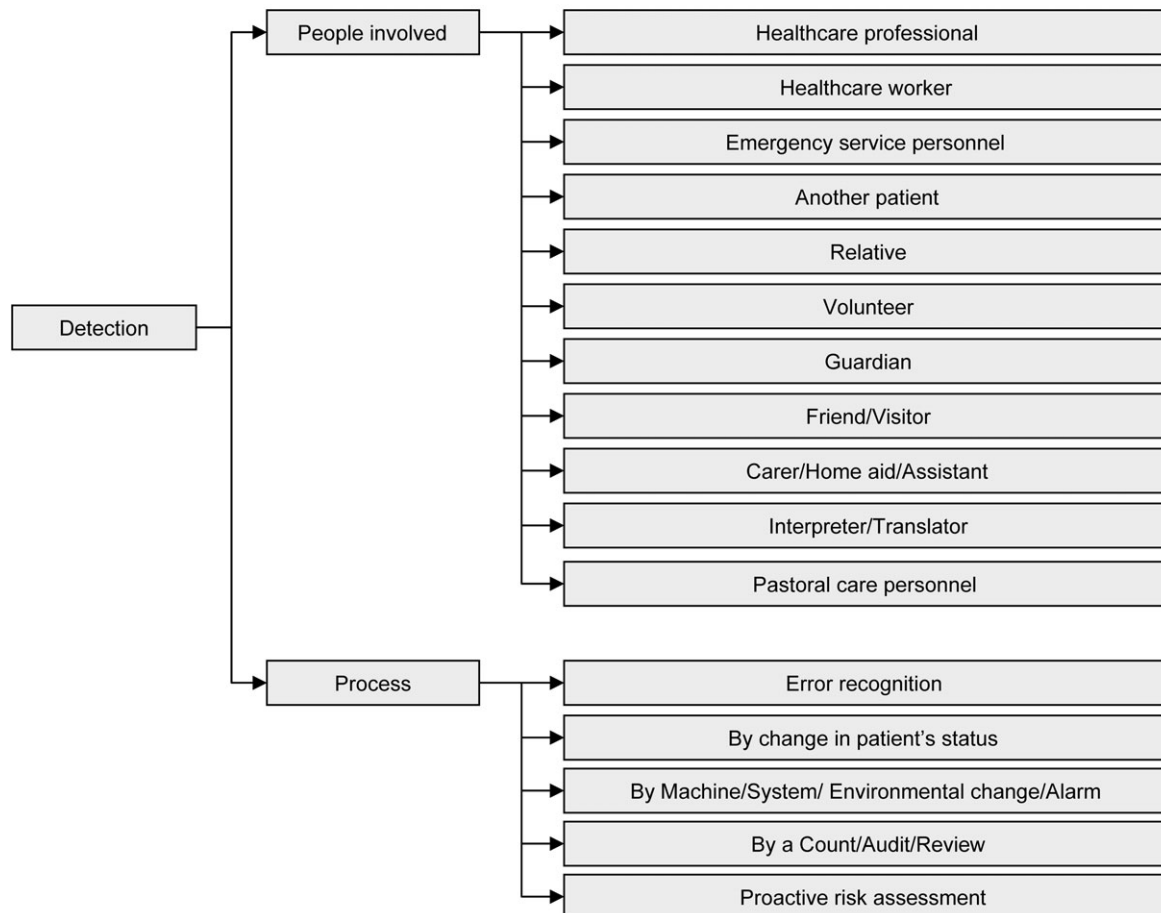 People involved
Healthcare professional
Healthcare worker
Emergency service personnel
Another patient
Relative
Volunteer
Detection
Guardian
Friend/Visitor
Carer/Home aid/Assistant
Interpreter/Translator
Pastoral care personnel
Process
Error recognition
By change in patient’s status
By Machine/System/ Environmental change/Alarm
By a Count/Audit/Review
Proactive risk assessment